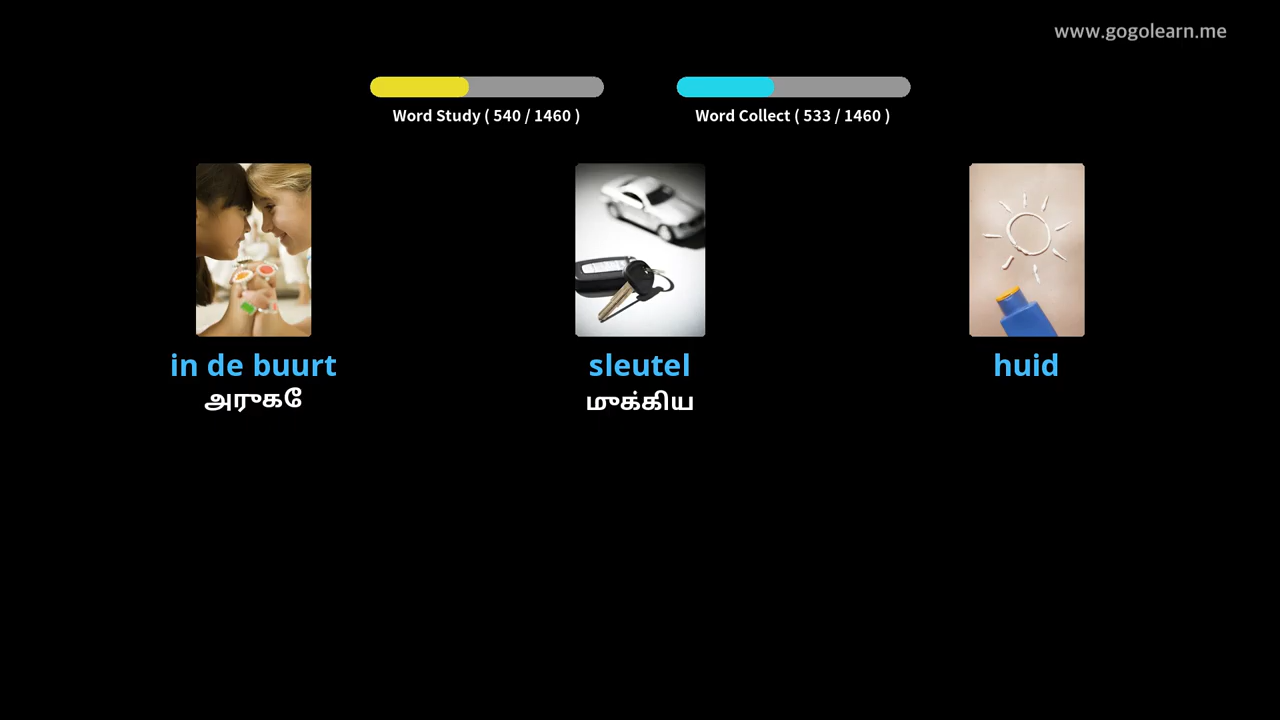 www.gogolearn.me
Word Study ( 540 / 1460 )
Word Collect ( 533 / 1460 )
in de buurt
அருகே
sleutel
முக்கிய
huid